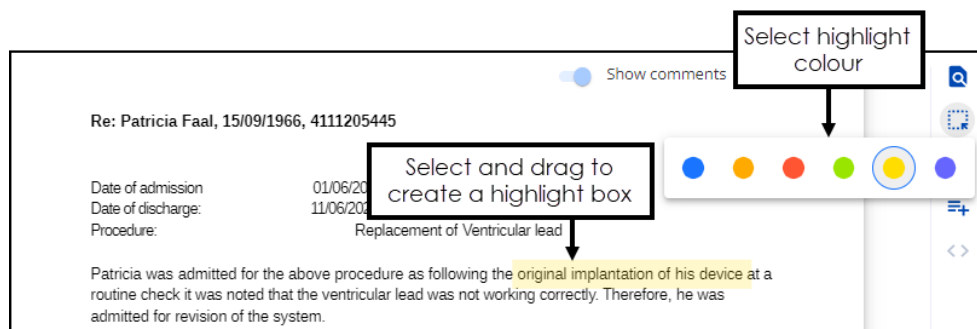 Select highlight
colour
Show comments
Re: Patricia Faal, 15/09/1966, 4111205445
Select and drag to
create a highlight box
Date of admission
Date of discharge:
Procedure: Replacement of Ventricular lead
Patricia was admitted for the above procedure as following the original implantation of his device at a
routine check it was noted that the ventricular lead was not working correctly. Therefore, he was
admitted for revision of the system.